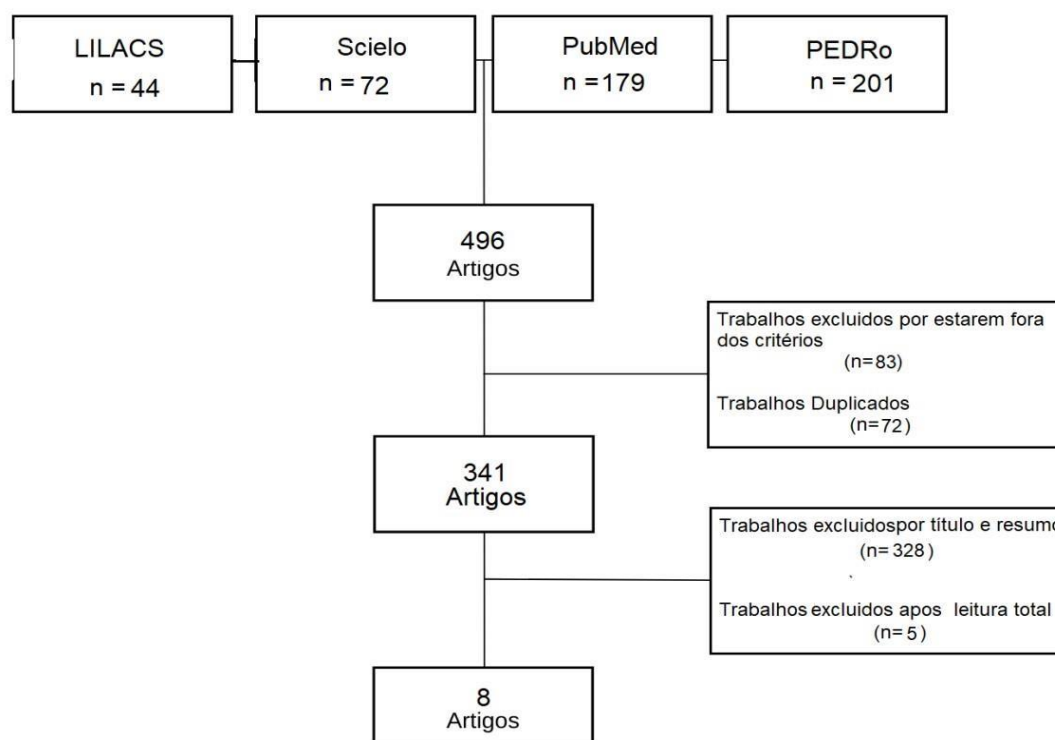 LILACS
n = 44
Scielo
n = 72
PubMed
n =179
PEDRo
n = 201
496
Artigos
Trabalhos excluidos por estarem fora
dos critérios
(n=83)
Trabalhos Duplicados
(n=72)
341
Artigos
Trabalhos excluidospor titulo e resumo
(n= 328)
Trabalhos excluidos apos leitura total
(n= 5)
8
Artigos